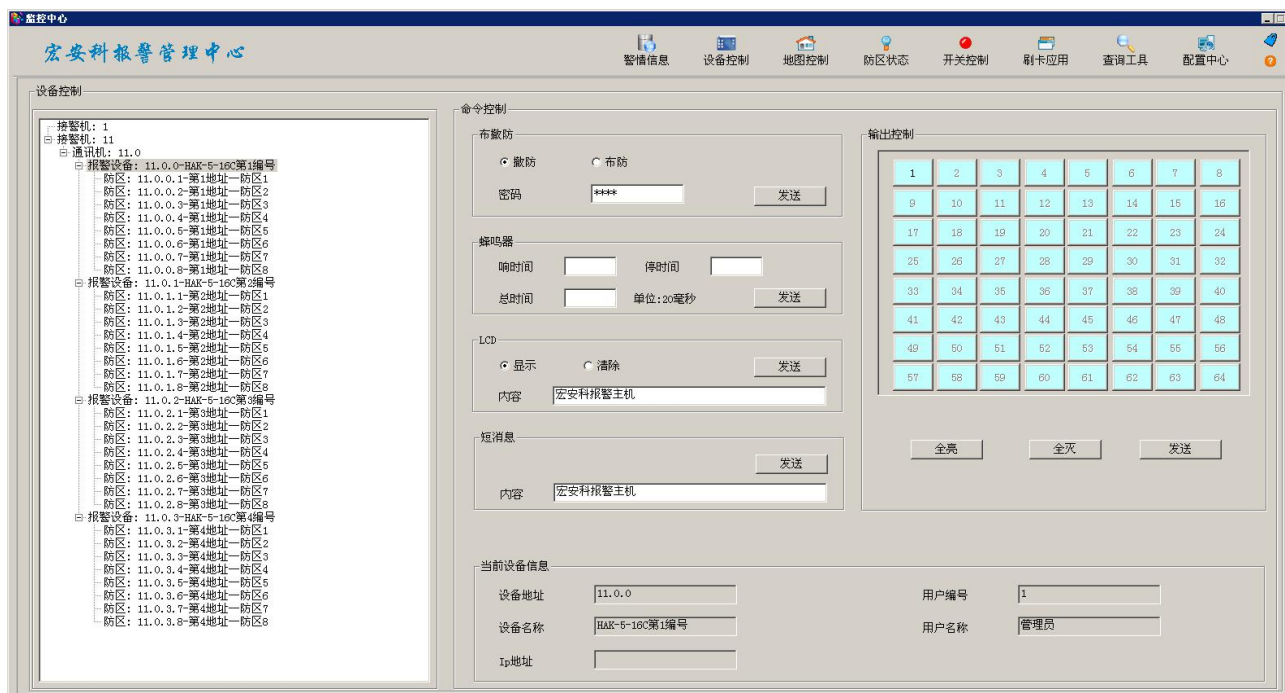 监控中心
宏安科报警管理中心
警情信息 设备控制 地图控制 防区状态 开关控制 刷卡应用 查询工具 配置中心
设备控制
接警机: 1
接警机: 11
通讯机: 11.0
报警设备: 11.0.0-HAK-5-16C第1编号
防区: 11.0.0.1-第1地址—防区1
防区: 11.0.0.2-第1地址—防区2
防区: 11.0.0.3-第1地址—防区3
防区: 11.0.0.4-第1地址—防区4
防区: 11.0.0.5-第1地址—防区5
防区: 11.0.0.6-第1地址—防区6
防区: 11.0.0.7-第1地址—防区7
防区: 11.0.0.8-第1地址—防区8
报警设备: 11.0.1-HAK-5-16C第2编号
防区: 11.0.1.1-第2地址—防区1
防区: 11.0.1.2-第2地址—防区2
防区: 11.0.1.3-第2地址—防区3
防区: 11.0.1.4-第2地址—防区4
防区: 11.0.1.5-第2地址—防区5
防区: 11.0.1.6-第2地址—防区6
防区: 11.0.1.7-第2地址—防区7
防区: 11.0.1.8-第2地址—防区8
报警设备: 11.0.2-HAK-5-16C第3编号
防区: 11.0.2.1-第3地址—防区1
防区: 11.0.2.2-第3地址—防区2
防区: 11.0.2.3-第3地址—防区3
防区: 11.0.2.4-第3地址—防区4
防区: 11.0.2.5-第3地址—防区5
防区: 11.0.2.6-第3地址—防区6
防区: 11.0.2.7-第3地址—防区7
防区: 11.0.2.8-第3地址—防区8
报警设备: 11.0.3-HAK-5-16C第4编号
防区: 11.0.3.1-第4地址—防区1
防区: 11.0.3.2-第4地址—防区2
防区: 11.0.3.3-第4地址—防区3
防区: 11.0.3.4-第4地址—防区4
防区: 11.0.3.5-第4地址—防区5
防区: 11.0.3.6-第4地址—防区6
防区: 11.0.3.7-第4地址—防区7
防区: 11.0.3.8-第4地址—防区8
命令控制
布撤防
撤防 布防
密码 **** 发送
蜂鸣器
响时间 停时间
总时间 单位:20毫秒 发送
LCD
显示 清除 发送
内容 宏安科报警主机
短消息
发送
内容 宏安科报警主机
输出控制
1 2 3 4 5 6 7 8
9 10 11 12 13 14 15 16
17 18 19 20 21 22 23 24
25 26 27 28 29 30 31 32
33 34 35 36 37 38 39 40
41 42 43 44 45 46 47 48
49 50 51 52 53 54 55 56
57 58 59 60 61 62 63 64
全亮 全灭 发送
当前设备信息
设备地址 11.0.0 用户编号 1
设备名称 HAK-5-16C第1编号 用户名称 管理员
Ip地址